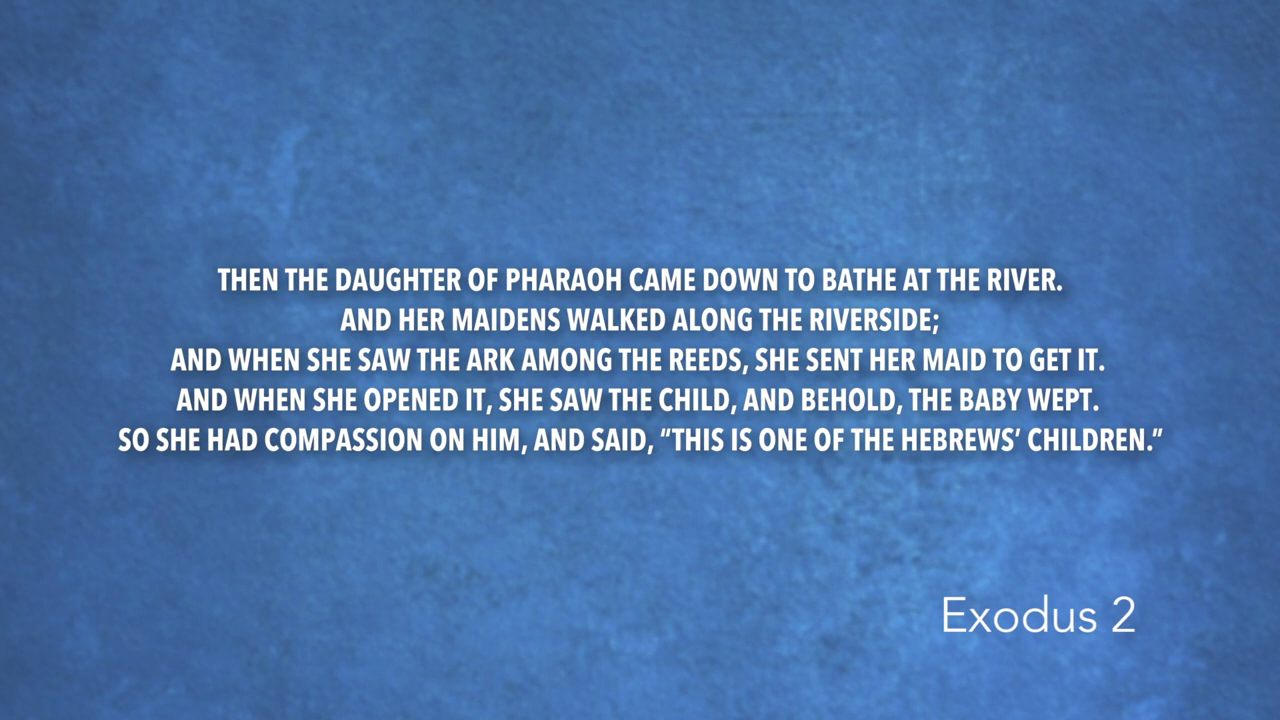 THEN THE DAUGHTER OF PHARAOH CAME DOWN TO BATHE AT THE RIVER.
AND HER MAIDENS WALKED ALONG THE RIVERSIDE;
AND WHEN SHE SAW THE ARK AMONG THE REEDS, SHE SENT HER MAID TO GET IT.
AND WHEN SHE OPENED IT, SHE SAW THE CHILD, AND BEHOLD, THE BABY WEPT.
SO SHE HAD COMPASSION ON HIM, AND SAID, “THIS IS ONE OF THE HEBREWS’ CHILDREN.”
Exodus 2